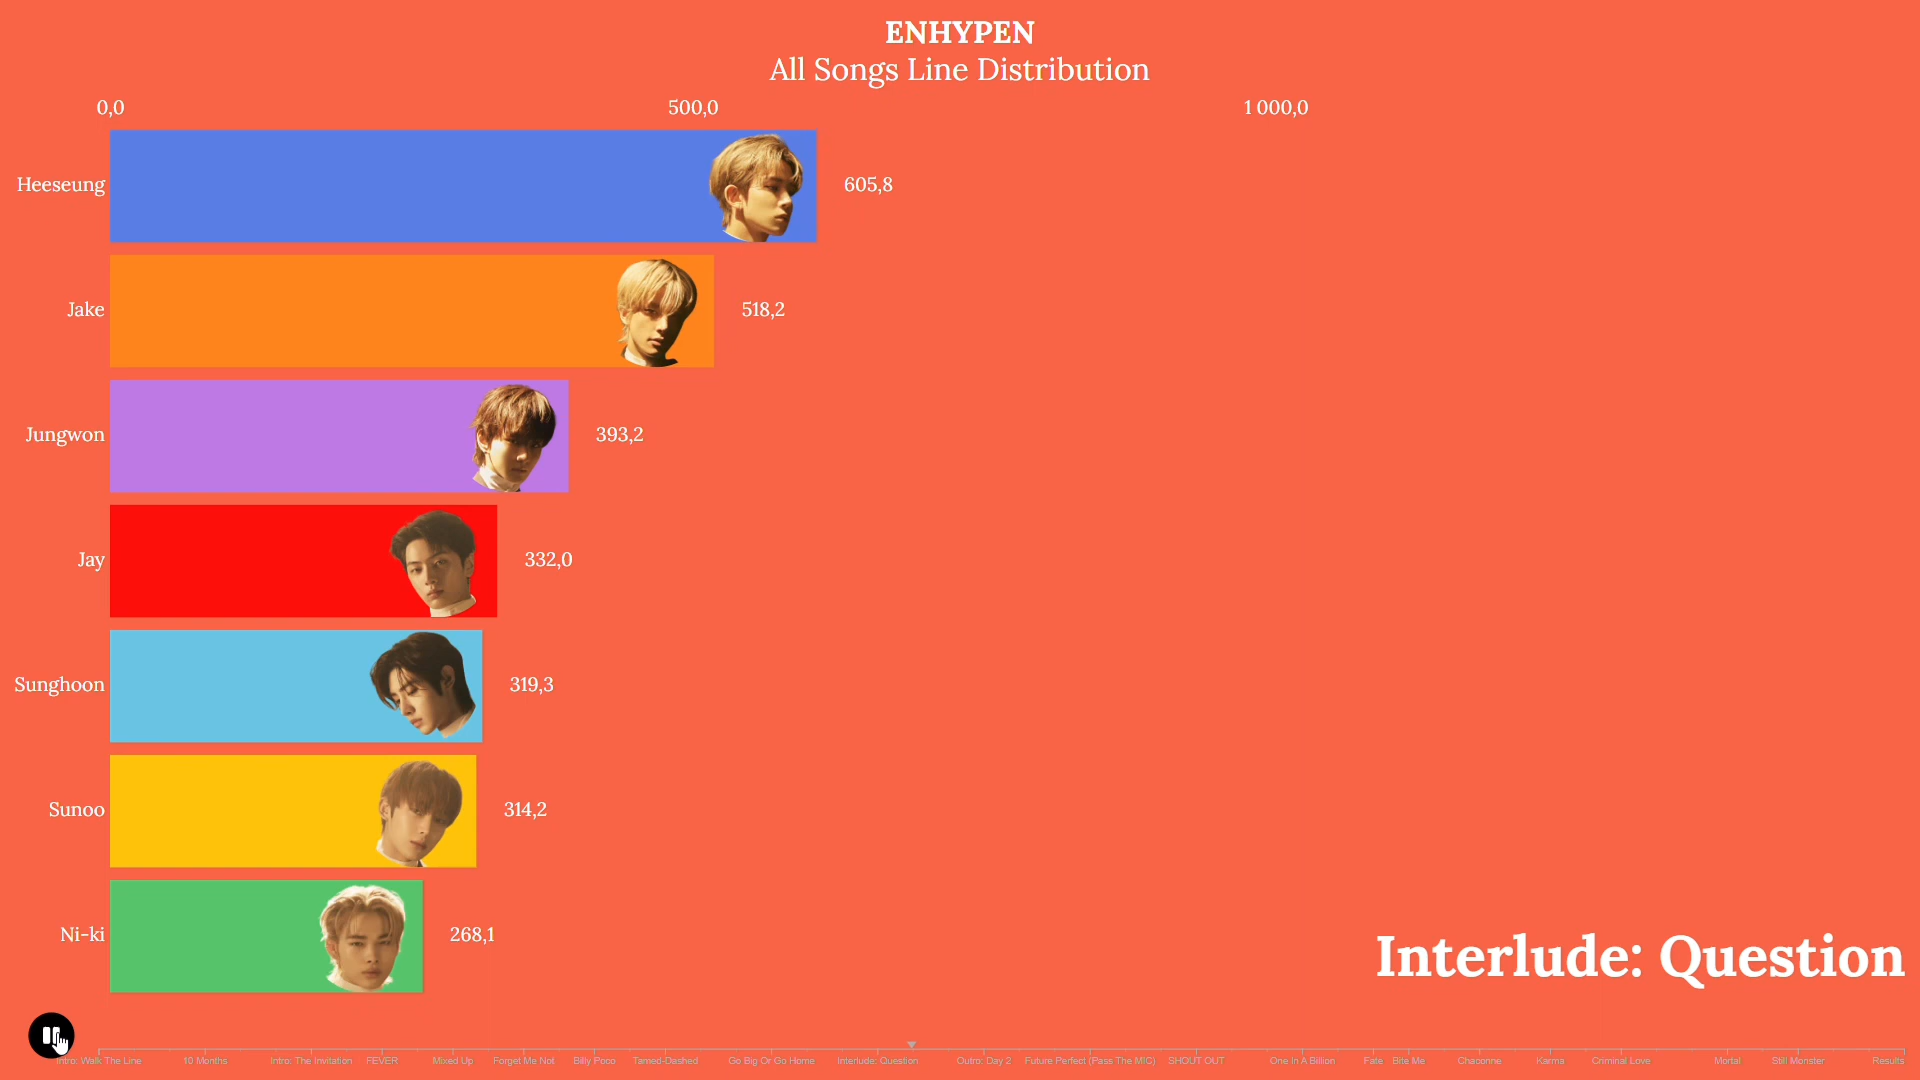 ENHYPEN
All Songs Line Distribution
0,0 500,0 1 000,0
Heeseung 605,8
Jake 518,2
Jungwon 393,2
Jay 332,0
Sunghoon 319,3
Sunoo 314,2
Ni-ki 268,1
Interlude: Question
Intro: Walk The Line 10 Months Intro: The Invitation FEVER Mixed Up Forget Me Not Billy Poco Tamed-Dashed Go Big Or Go Home Interlude: Question Outro: Day 2 Future Perfect (Pass The MIC) SHOUT OUT One In A Billion Fate Bite Me Chaconne Karma Criminal Love Mortal Still Monster Results